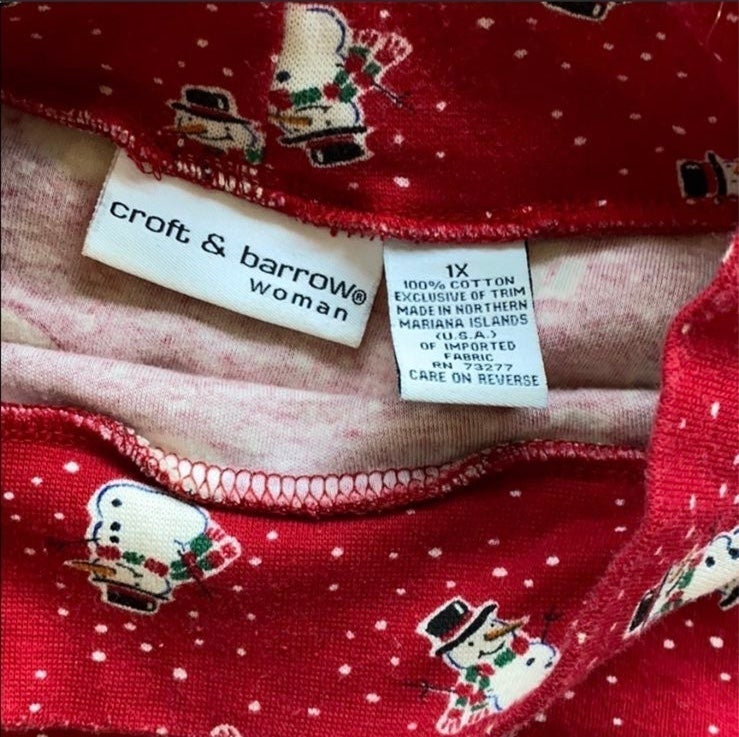 croft & barrow®
woman
1X
100% COTTON
EXCLUSIVE OF TRIM
MADE IN NORTHERN
MARIANA ISLANDS
(U.S.A.)
OF IMPORTED
FABRIC
RN 73277
CARE ON REVERSE